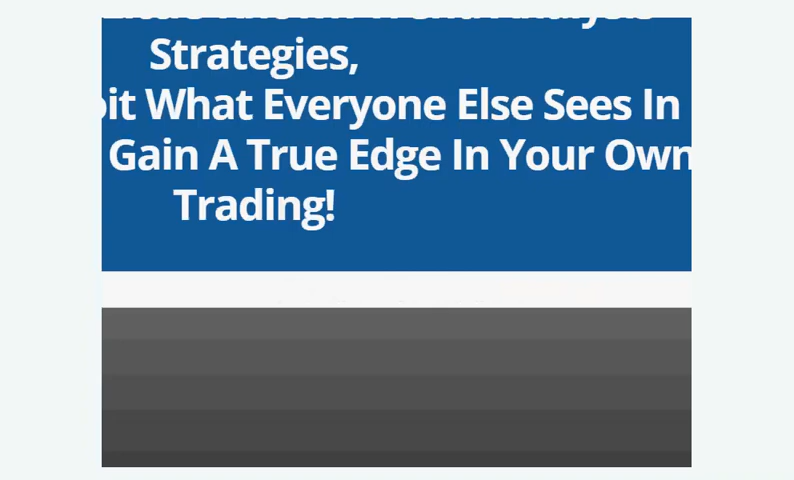 Strategies,
What Everyone Else Sees In
Gain A True Edge In Your Own
Trading!